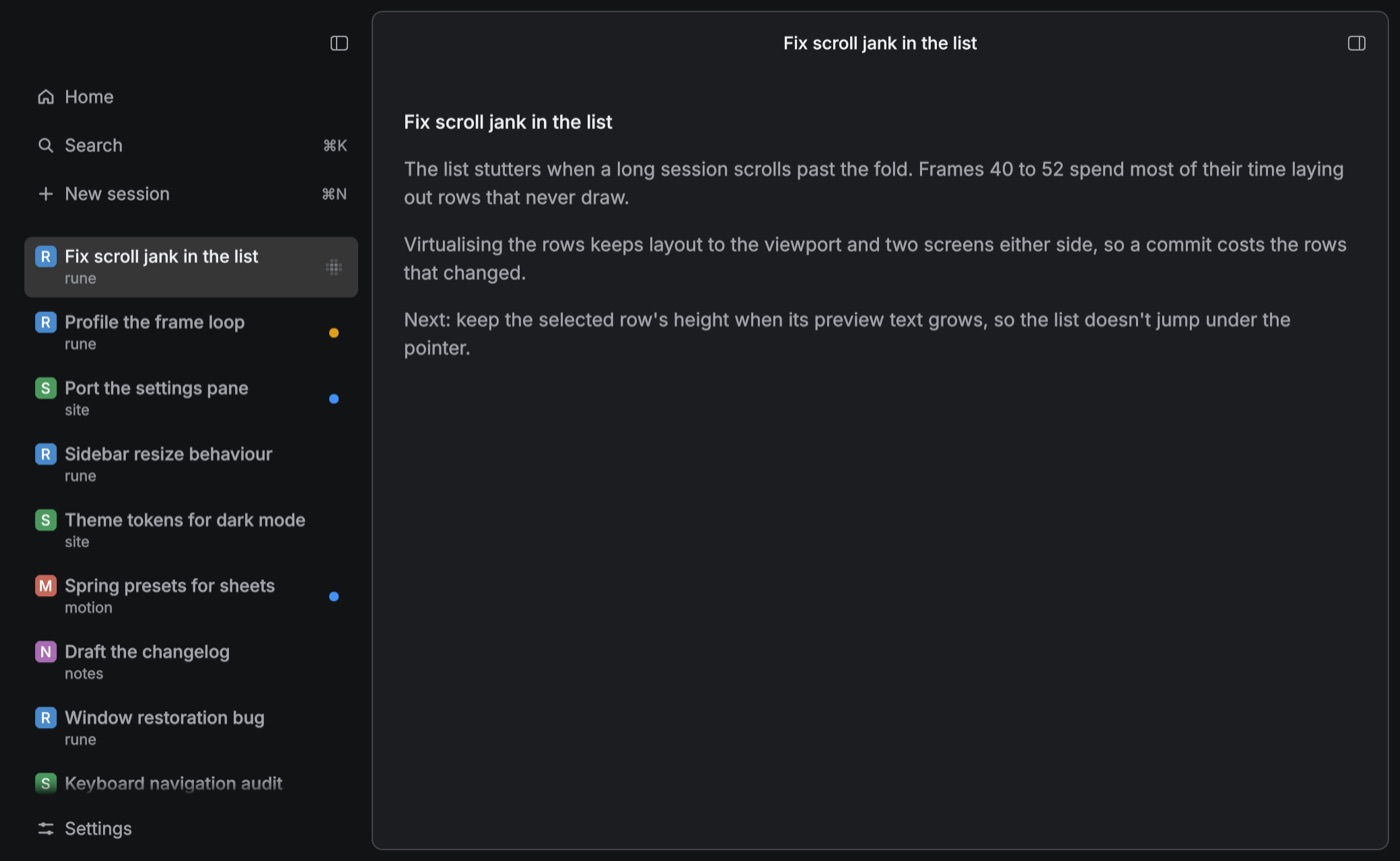 Fix scroll jank in the list
Home
Search ⌘K
New session ⌘N
R Fix scroll jank in the list
rune
R Profile the frame loop
rune
S Port the settings pane
site
R Sidebar resize behaviour
rune
S Theme tokens for dark mode
site
M Spring presets for sheets
motion
N Draft the changelog
notes
R Window restoration bug
rune
S Keyboard navigation audit
Settings
Fix scroll jank in the list
The list stutters when a long session scrolls past the fold. Frames 40 to 52 spend most of their time laying
out rows that never draw.
Virtualising the rows keeps layout to the viewport and two screens either side, so a commit costs the rows
that changed.
Next: keep the selected row's height when its preview text grows, so the list doesn't jump under the
pointer.